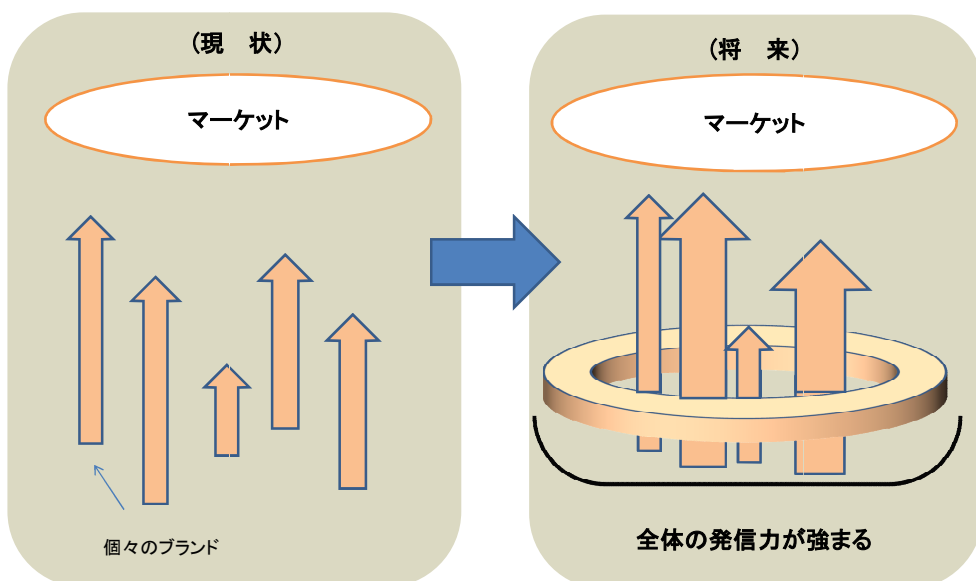 (現　状)
マーケット
個々のブランド
(将　来)
マーケット
全体の発信力が強まる